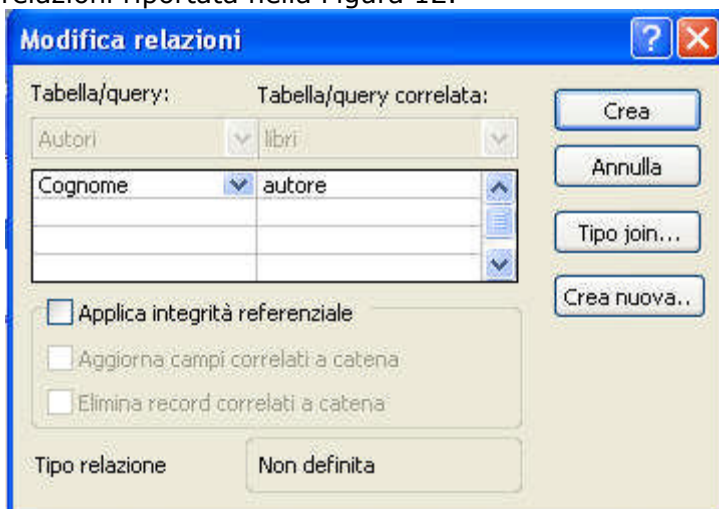 relazioni riportata nella Figura 12.
Modifica relazioni
Tabella/query:
Tabella/query correlata:
Autori
libri
Cognome
autore
Crea
Annulla
Tipo join...
Crea nuova..
Applica integrità referenziale
Aggiorna campi correlati a catena
Elimina record correlati a catena
Tipo relazione
Non definita